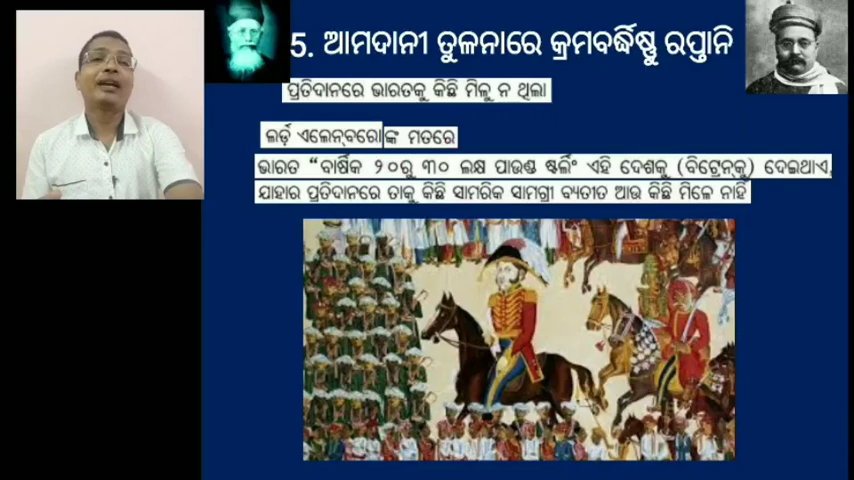 5. ଆମଦାନୀ ତୁଳନାରେ କ୍ରମବର୍ଦ୍ଧିଷ୍ଣୁ ରପ୍ତାନି
ପ୍ରତିଦାନରେ ଭାରତକୁ କିଛି ମିଳୁ ନ ଥିଲା
ଲର୍ଡ଼ ଏଲେନ୍‌ବରୋଙ୍କ ମତରେ
ଭାରତ “ବାର୍ଷିକ ୨୦ରୁ ୩୦ ଲକ୍ଷ ପାଉଣ୍ଡ ଷ୍ଟର୍ଲିଂ ଏହି ଦେଶକୁ (ବିଟ୍ରେନ୍‌କୁ) ଦେଇଥାଏ,
ଯାହାର ପ୍ରତିଦାନରେ ତାକୁ କିଛି ସାମରିକ ସାମଗ୍ରୀ ବ୍ୟତୀତ ଆଉ କିଛି ମିଳେ ନାହିଁ